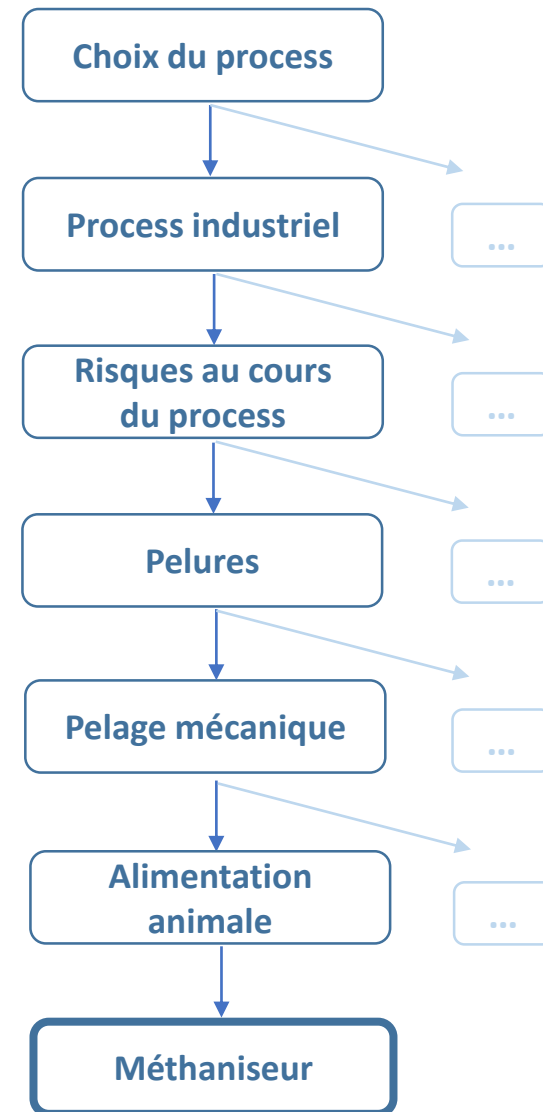 Choix du process
Process industriel
...
Risques au cours
du process
...
Pelures
...
Pelage mécanique
...
Alimentation
animale
...
Méthaniseur